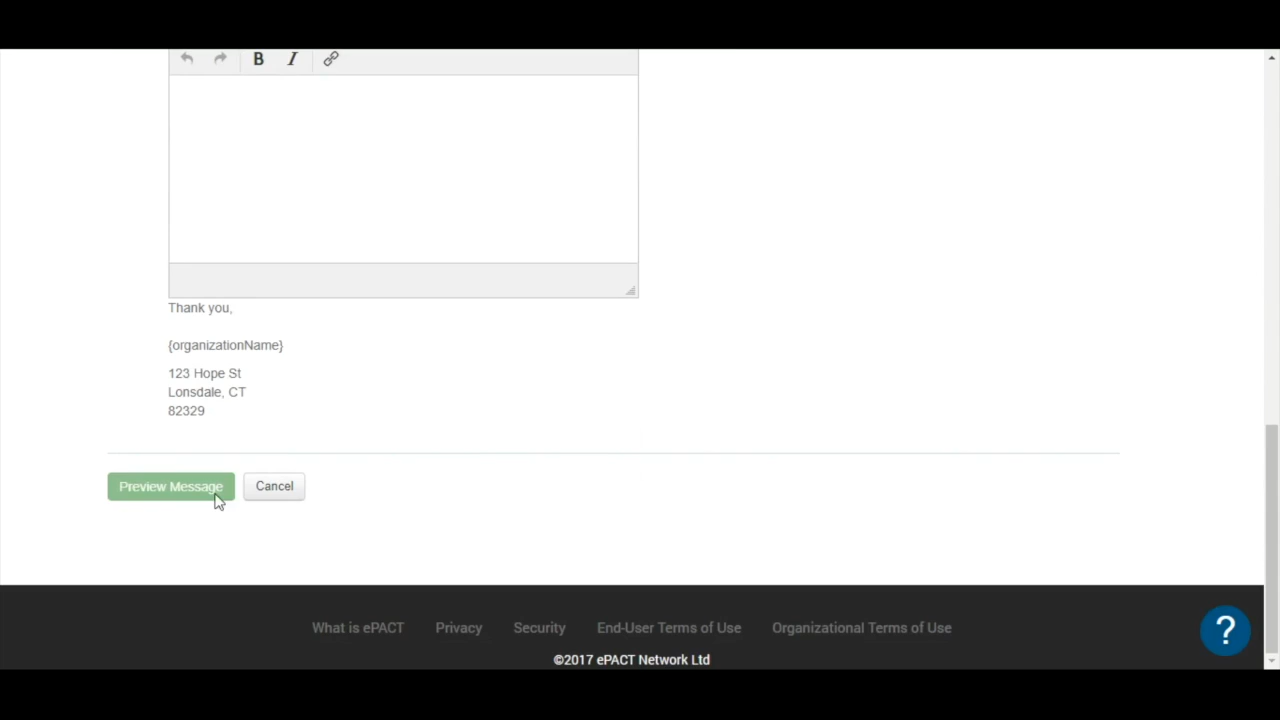 B I
Thank you,
{organizationName}
123 Hope St
Lonsdale, CT
82329
Preview Message Cancel
What is ePACT Privacy Security End-User Terms of Use Organizational Terms of Use
?
©2017 ePACT Network Ltd